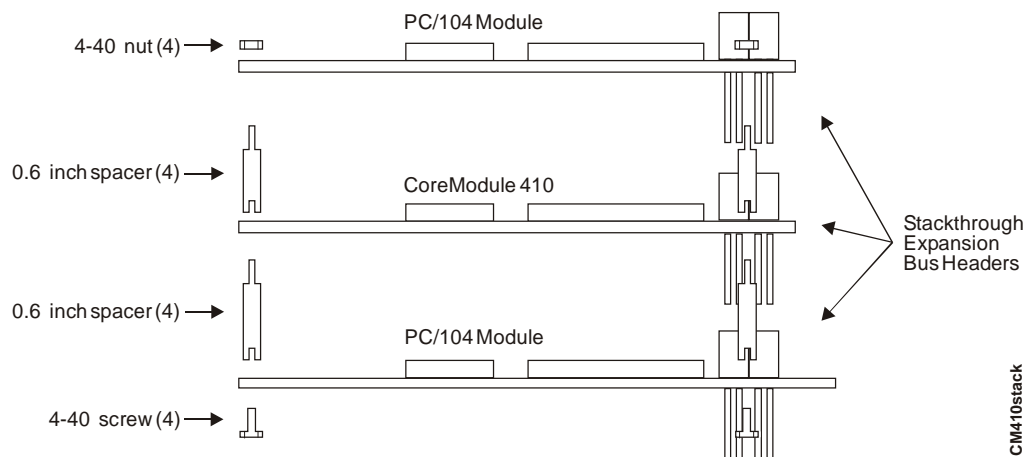 PC/104 Module
4-40 nut (4)
0.6 inch spacer (4)
CoreModule 410
Stackthrough
Expansion
Bus Headers
0.6 inch spacer (4)
PC/104 Module
4-40 screw (4)
CM410stack